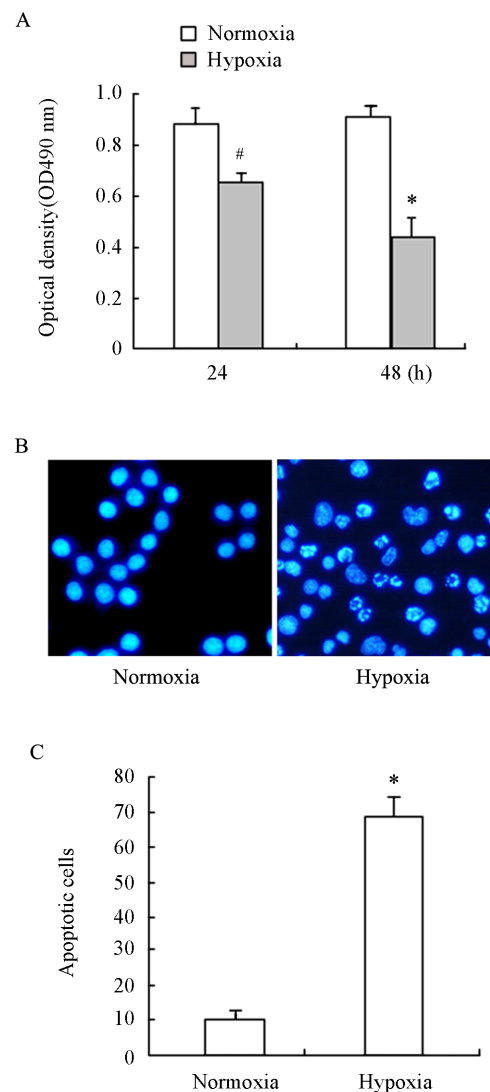 A
Normoxia
Hypoxia
Optical density(OD490 nm)
1.0
0.8
0.6
0.4
0.2
0
#
*
24
48 (h)
B
Normoxia
Hypoxia
C
Apoptotic cells
80
70
60
50
40
30
20
10
0
*
Normoxia
Hypoxia